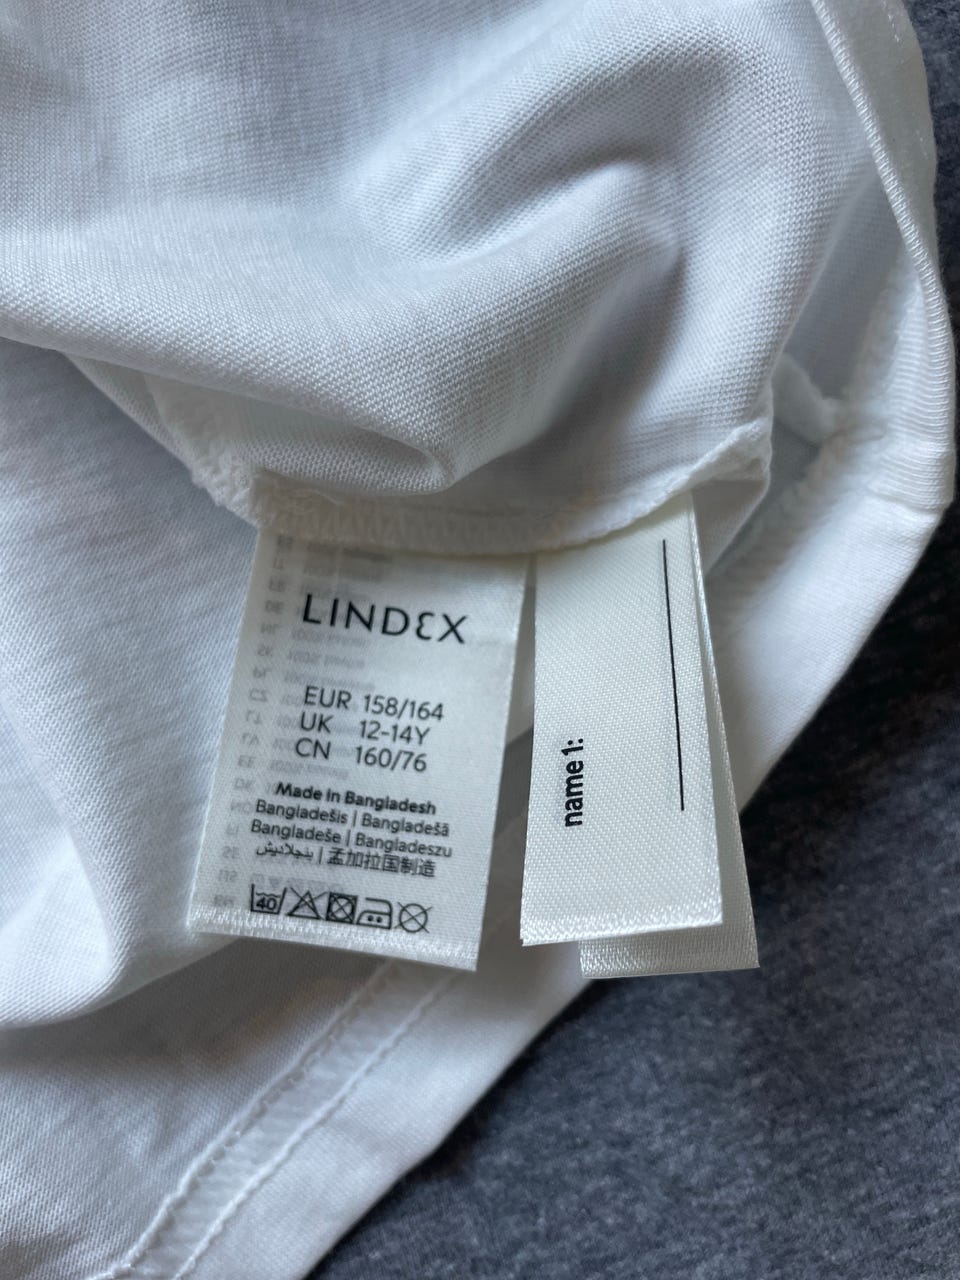 LINDEX
EUR 158/164
UK 12-14Y
CN 160/76
Made in Bangladesh
Bangladešis | Bangladešā
Bangladeše | Bangladeszu
بنجلاديش | 孟加拉国制造
40
name 1: